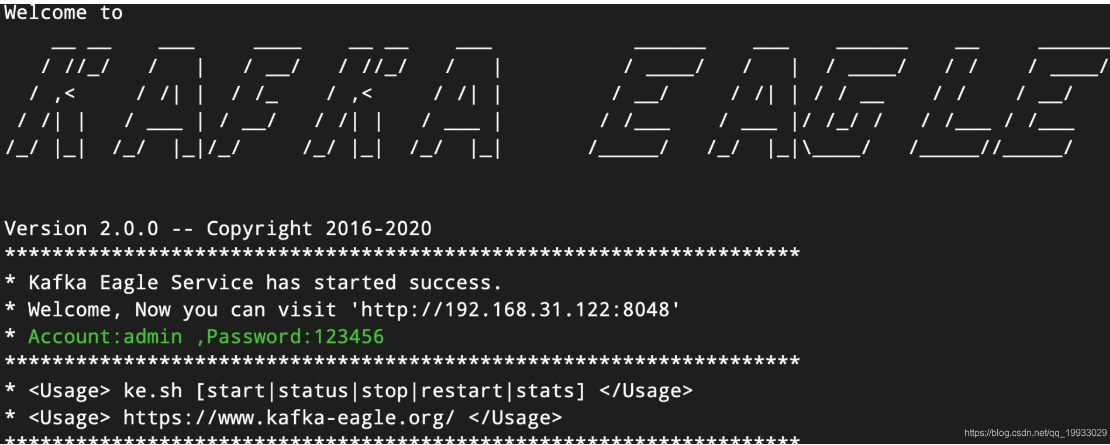 Welcome to
KAFKA EAGLE
Version 2.0.0 -- Copyright 2016-2020
*******************************************************************
* Kafka Eagle Service has started success.
* Welcome, Now you can visit 'http://192.168.31.122:8048'
* Account:admin ,Password:123456
*******************************************************************
* <Usage> ke.sh [start|status|stop|restart|stats] </Usage>
* <Usage> https://www.kafka-eagle.org/ </Usage>
*******************************************************************
https://blog.csdn.net/qq_19933029